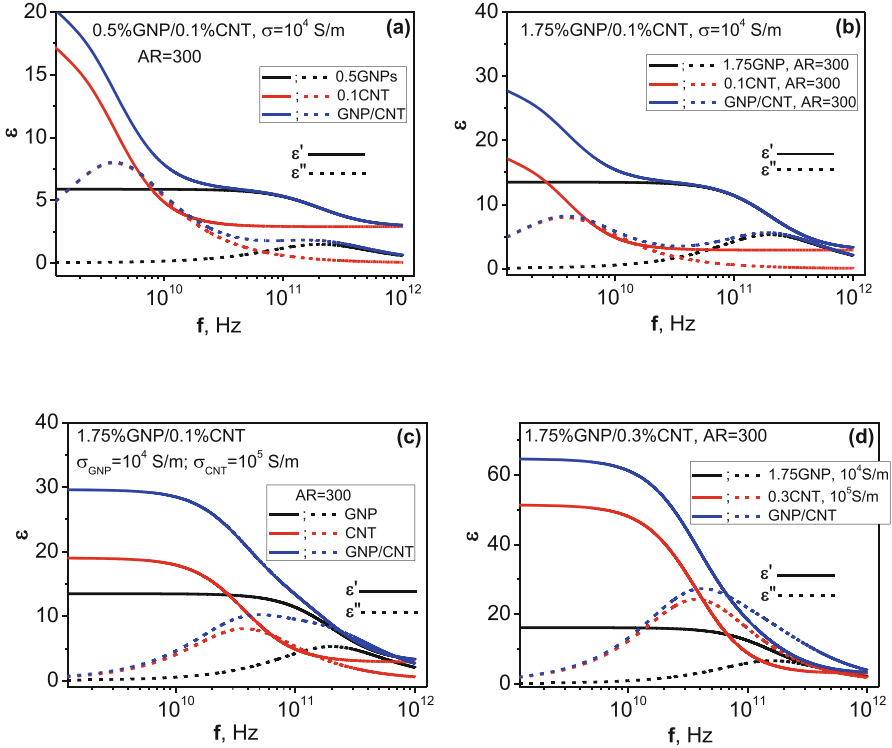 (a)
0.5%GNP/0.1%CNT, σ=10⁴ S/m
AR=300
; 0.5GNPs
; 0.1CNT
; GNP/CNT
ε'
ε"
ε
20
15
10
5
0
10¹⁰ 10¹¹ 10¹²
f, Hz
(b)
1.75%GNP/0.1%CNT, σ=10⁴ S/m
; 1.75GNP, AR=300
; 0.1CNT, AR=300
; GNP/CNT, AR=300
ε'
ε"
ε
40
30
20
10
0
10¹⁰ 10¹¹ 10¹²
f, Hz
(c)
1.75%GNP/0.1%CNT
σGNP=10⁴ S/m; σCNT=10⁵ S/m
AR=300
; GNP
; CNT
; GNP/CNT
ε'
ε"
ε
40
30
20
10
0
10¹⁰ 10¹¹ 10¹²
f, Hz
(d)
1.75%GNP/0.3%CNT, AR=300
; 1.75GNP, 10⁴S/m
; 0.3CNT, 10⁵S/m
; GNP/CNT
ε'
ε"
ε
60
40
20
0
10¹⁰ 10¹¹ 10¹²
f, Hz